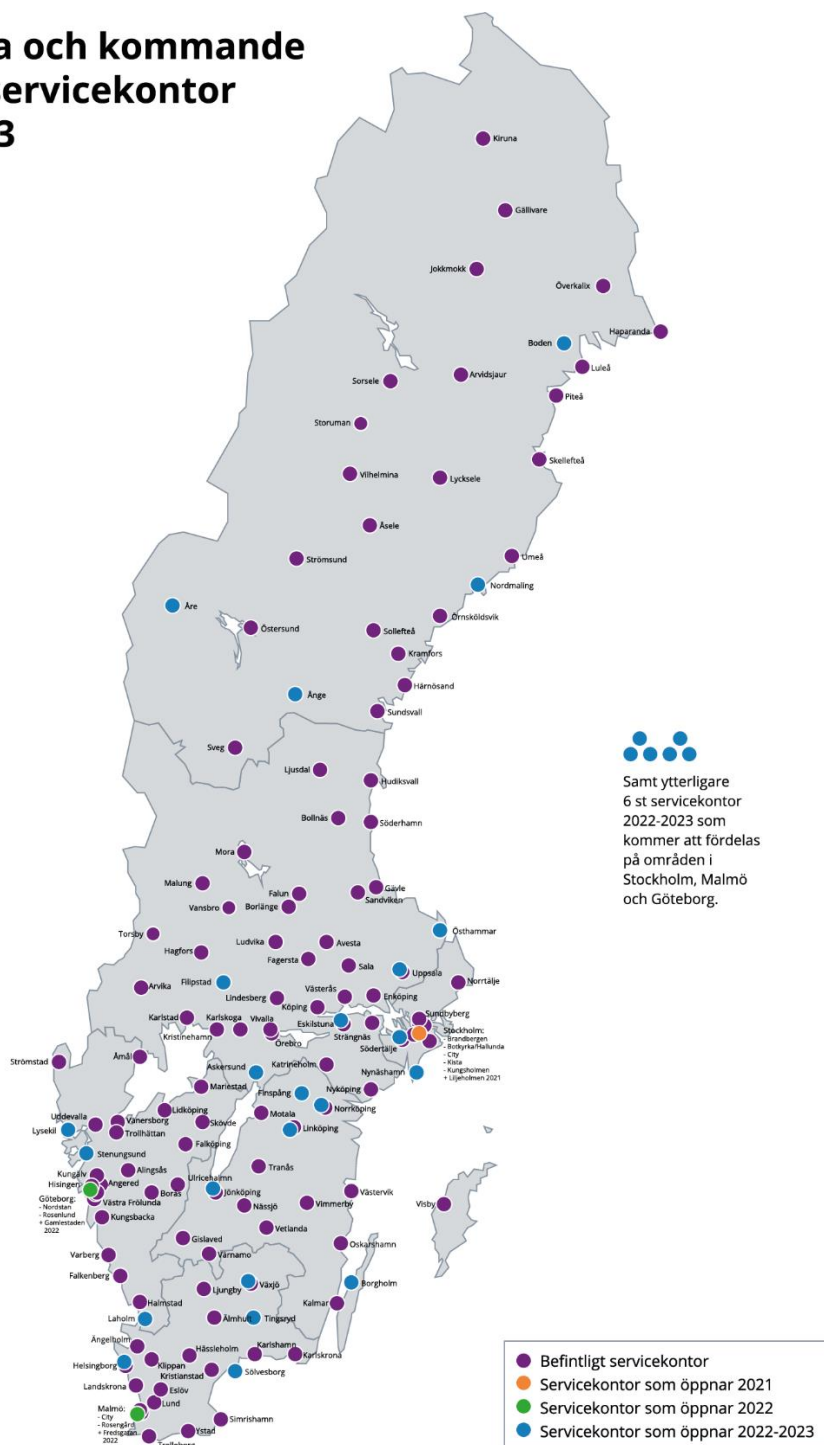 a och kommande
servicekontor
3
Kiruna
Gällivare
Jokkmokk
Överkalix
Haparanda
Boden
Luleå
Arvidsjaur
Sorsele
Piteå
Storuman
Skellefteå
Vilhelmina
Lycksele
Åsele
Umeå
Strömsund
Nordmaling
Åre
Örnsköldsvik
Östersund
Sollefteå
Kramfors
Härnösand
Ånge
Sundsvall
Sveg
Ljusdal
Hudiksvall
Bollnäs
Söderhamn
Samt ytterligare
6 st servicekontor
2022-2023 som
kommer att fördelas
på områden i
Stockholm, Malmö
och Göteborg.
Mora
Malung
Falun
Gävle
Sandviken
Vansbro
Borlänge
Östhammar
Torsby
Ludvika
Avesta
Hagfors
Fagersta
Sala
Uppsala
Filipstad
Norrtälje
Arvika
Västerås
Enköping
Lindesberg
Köping
Karlstad
Karlskoga
Vivalla
Eskilstuna
Sundbyberg
Kristinehamn
Örebro
Strängnäs
Södertälje
Stockholm:
- Brandbergen
- Botkyrka/Hallunda
- City
- Kista
- Kungsholmen
+ Liljeholmen 2021
Strömstad
Åmål
Askersund
Katrineholm
Nynäshamn
Mariestad
Finspång
Nyköping
Uddevalla
Lidköping
Motala
Norrköping
Lysekil
Vänersborg
Skövde
Linköping
Trollhättan
Falköping
Stenungsund
Kungälv
Alingsås
Tranås
Hisingen
Angered
Ulricehamn
Göteborg:
- Nordstan
- Rosenlund
+ Gamlestaden
2022
Västra Frölunda
Borås
Jönköping
Västervik
Nässjö
Vimmerby
Visby
Kungsbacka
Vetlanda
Gislaved
Oskarshamn
Varberg
Värnamo
Falkenberg
Ljungby
Växjö
Borgholm
Halmstad
Kalmar
Laholm
Älmhult
Tingsryd
Ängelholm
Hässleholm
Karlshamn
Karlskrona
Helsingborg
Klippan
Kristianstad
Sölvesborg
Landskrona
Eslöv
Lund
Malmö:
- City
- Rosengård
+ Fredsgatan
2022
Simrishamn
Ystad
Trelleborg
Befintligt servicekontor
Servicekontor som öppnar 2021
Servicekontor som öppnar 2022
Servicekontor som öppnar 2022-2023